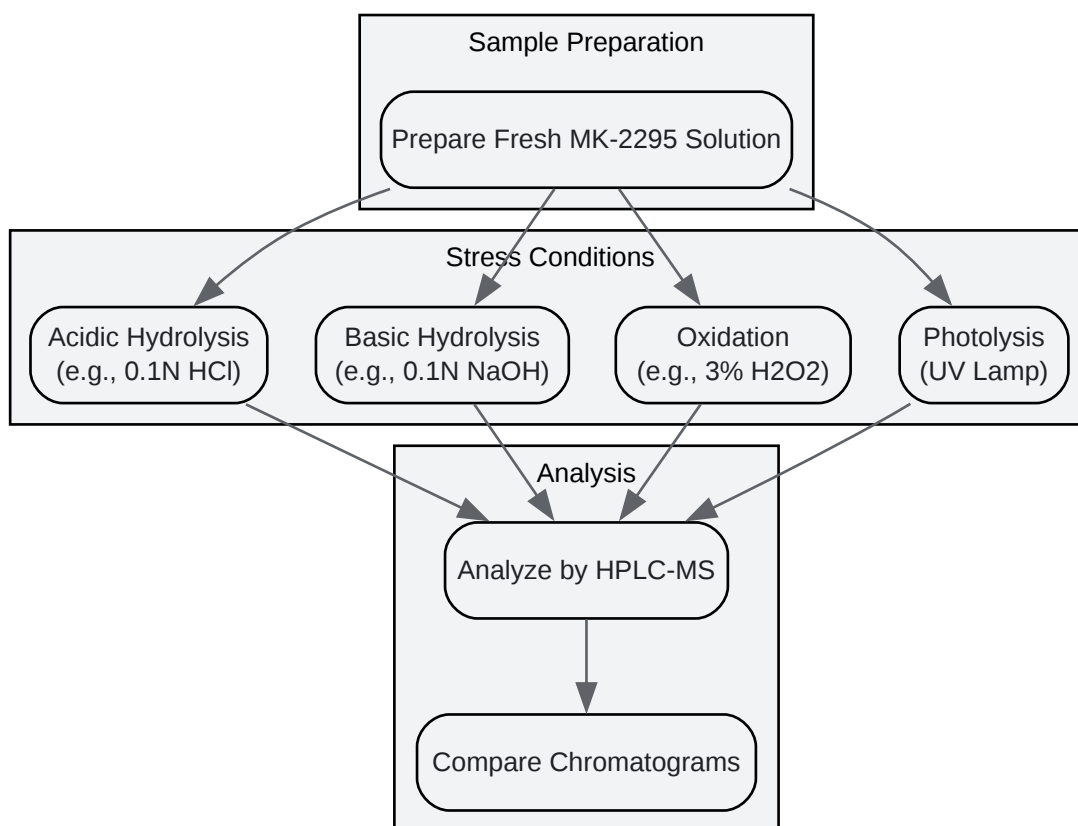 Sample Preparation
Prepare Fresh MK-2295 Solution
Stress Conditions
Acidic Hydrolysis
(e.g., 0.1N HCl)
Basic Hydrolysis
(e.g., 0.1N NaOH)
Oxidation
(e.g., 3% H2O2)
Photolysis
(UV Lamp)
Analysis
Analyze by HPLC-MS
Compare Chromatograms